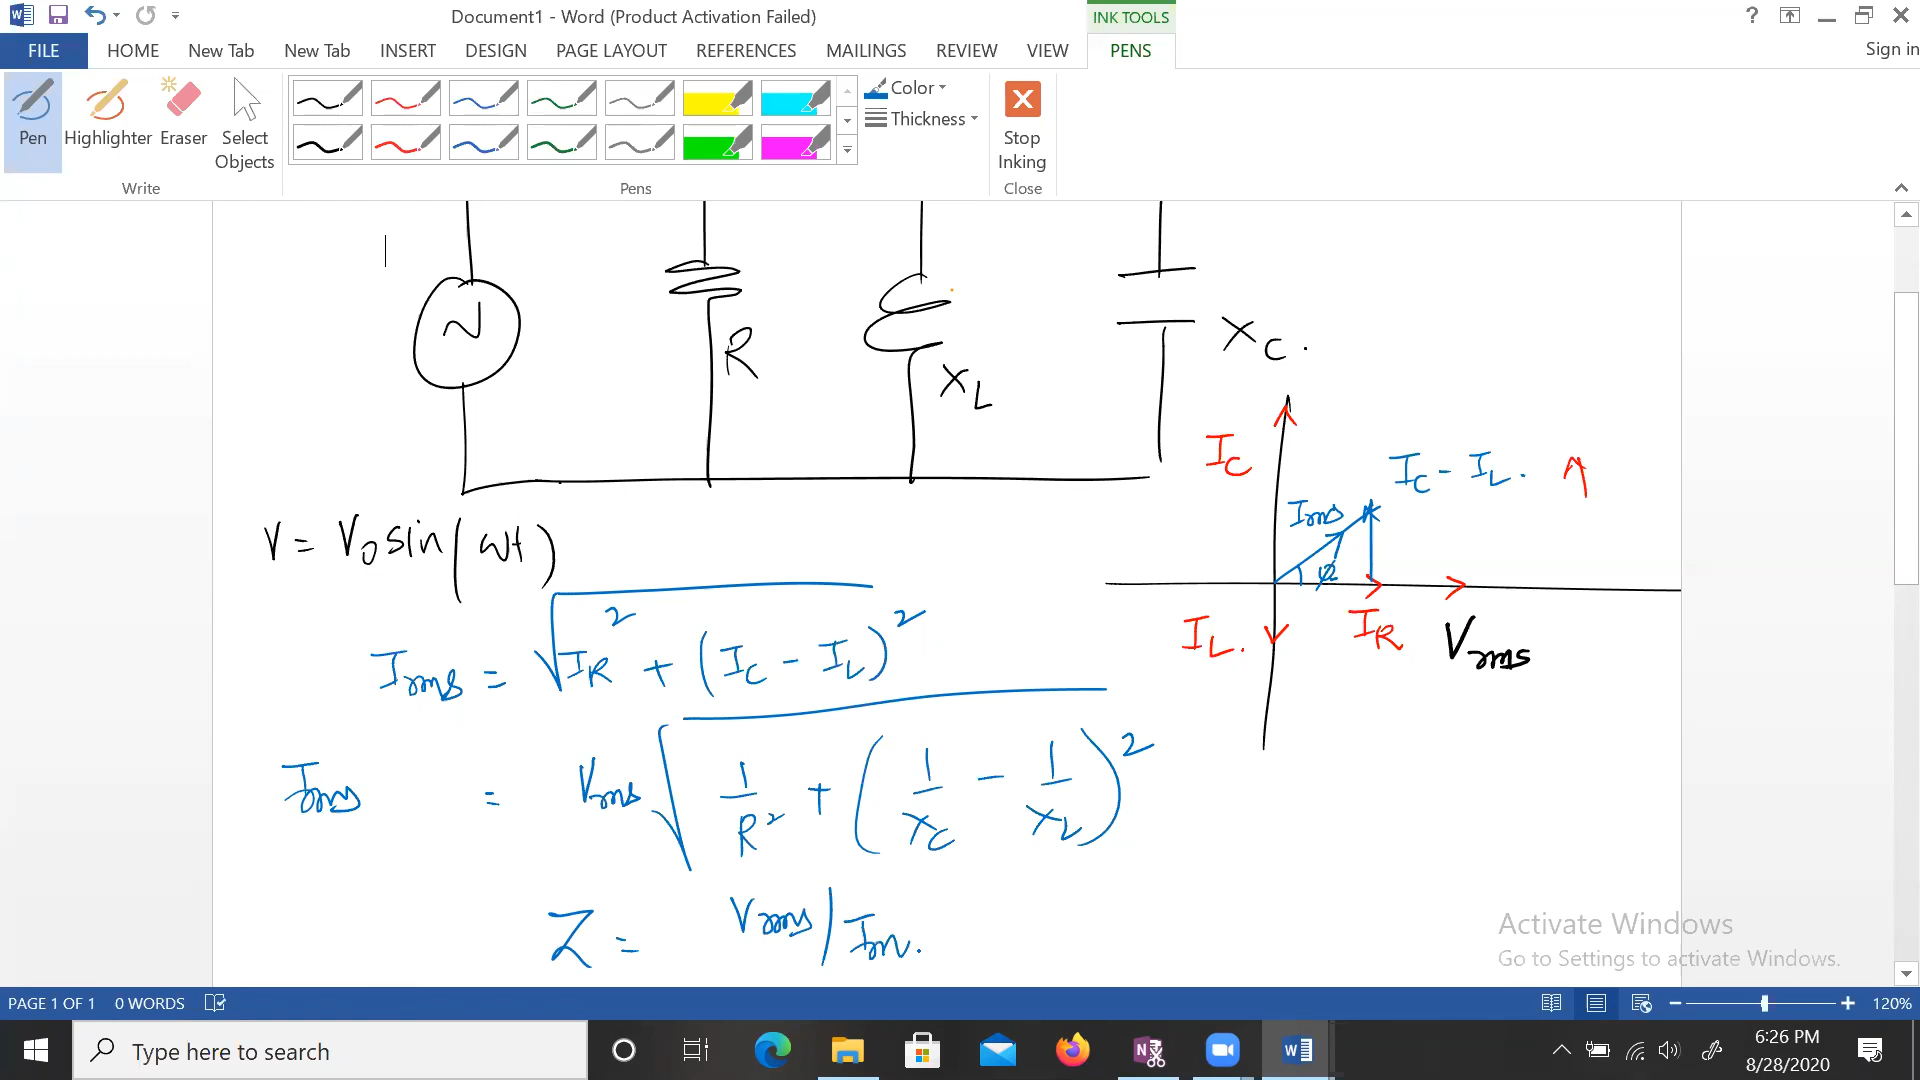 Document1 - Word (Product Activation Failed)
INK TOOLS
?
FILE HOME New Tab New Tab INSERT DESIGN PAGE LAYOUT REFERENCES MAILINGS REVIEW VIEW PENS Sign in
Pen Highlighter Eraser Select Objects
Color
Thickness
Stop Inking
Write Pens Close
N
R
XL
XC .
IC
IC - IL .
Irms
φ
IL .
IR
Vrms
V = V0 sin(ωt)
Irms = √IR² + (IC - IL)²
Irms = Vrms √1/R² + (1/XC - 1/XL)²
Z = Vrms / Irm.
Activate Windows
Go to Settings to activate Windows.
PAGE 1 OF 1 0 WORDS 120%
Type here to search
N
W
6:26 PM
8/28/2020